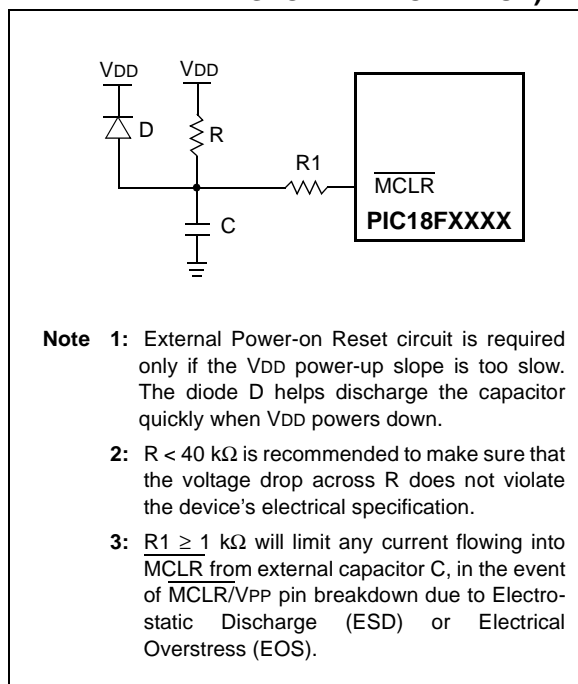 VDD VDD
D
R
R1
MCLR
C
PIC18FXXXX
Note 1: External Power-on Reset circuit is required
only if the VDD power-up slope is too slow.
The diode D helps discharge the capacitor
quickly when VDD powers down.
2: R < 40 kΩ is recommended to make sure that
the voltage drop across R does not violate
the device’s electrical specification.
3: R1 ≥ 1 kΩ will limit any current flowing into
MCLR from external capacitor C, in the event
of MCLR/VPP pin breakdown due to Electro-
static Discharge (ESD) or Electrical
Overstress (EOS).